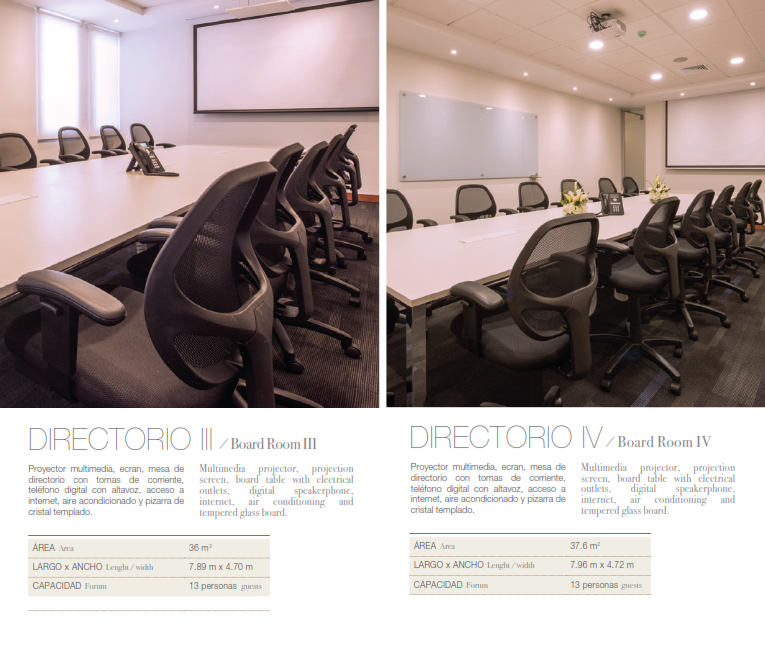 DIRECTORIO III / Board Room III
Proyector multimedia, ecran, mesa de
directorio con tomas de corriente,
teléfono digital con altavoz, acceso a
internet, aire acondicionado y pizarra de
cristal templado.
Multimedia projector, projection
screen, board table with electrical
outlets, digital speakerphone,
internet, air conditioning and
tempered glass board.
ÁREA Area 36 m²
LARGO x ANCHO Lenght / width 7.89 m x 4.70 m
CAPACIDAD Forum 13 personas guests
DIRECTORIO IV / Board Room IV
Proyector multimedia, ecran, mesa de
directorio con tomas de corriente,
teléfono digital con altavoz, acceso a
internet, aire acondicionado y pizarra de
cristal templado.
Multimedia projector, projection
screen, board table with electrical
outlets, digital speakerphone,
internet, air conditioning and
tempered glass board.
ÁREA Area 37.6 m²
LARGO x ANCHO Lenght / width 7.96 m x 4.72 m
CAPACIDAD Forum 13 personas guests